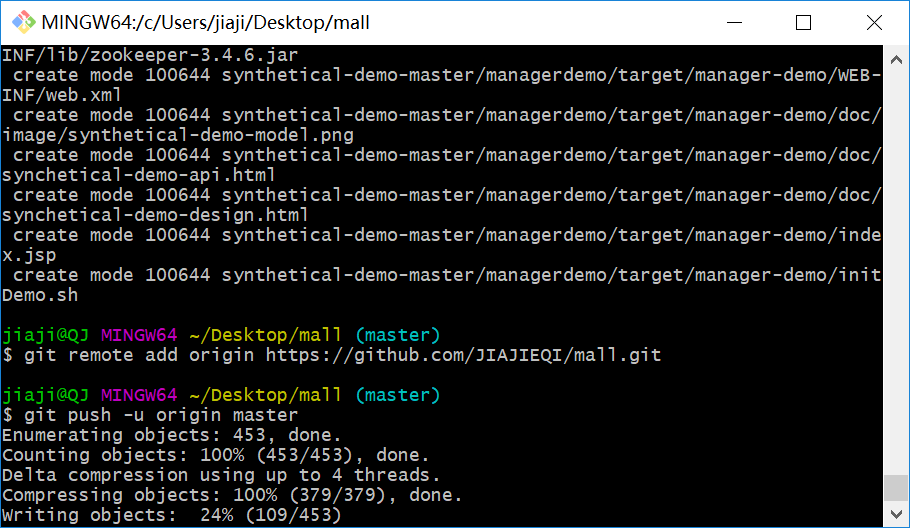 MINGW64:/c/Users/jiaji/Desktop/mall
INF/lib/zookeeper-3.4.6.jar
 create mode 100644 synthetical-demo-master/managerdemo/target/manager-demo/WEB-
INF/web.xml
 create mode 100644 synthetical-demo-master/managerdemo/target/manager-demo/doc/
image/synthetical-demo-model.png
 create mode 100644 synthetical-demo-master/managerdemo/target/manager-demo/doc/
synchetical-demo-api.html
 create mode 100644 synthetical-demo-master/managerdemo/target/manager-demo/doc/
synchetical-demo-design.html
 create mode 100644 synthetical-demo-master/managerdemo/target/manager-demo/inde
x.jsp
 create mode 100644 synthetical-demo-master/managerdemo/target/manager-demo/init
Demo.sh
jiaji@QJ MINGW64 ~/Desktop/mall (master)
$ git remote add origin https://github.com/JIAJIEQI/mall.git
jiaji@QJ MINGW64 ~/Desktop/mall (master)
$ git push -u origin master
Enumerating objects: 453, done.
Counting objects: 100% (453/453), done.
Delta compression using up to 4 threads.
Compressing objects: 100% (379/379), done.
Writing objects:  24% (109/453)